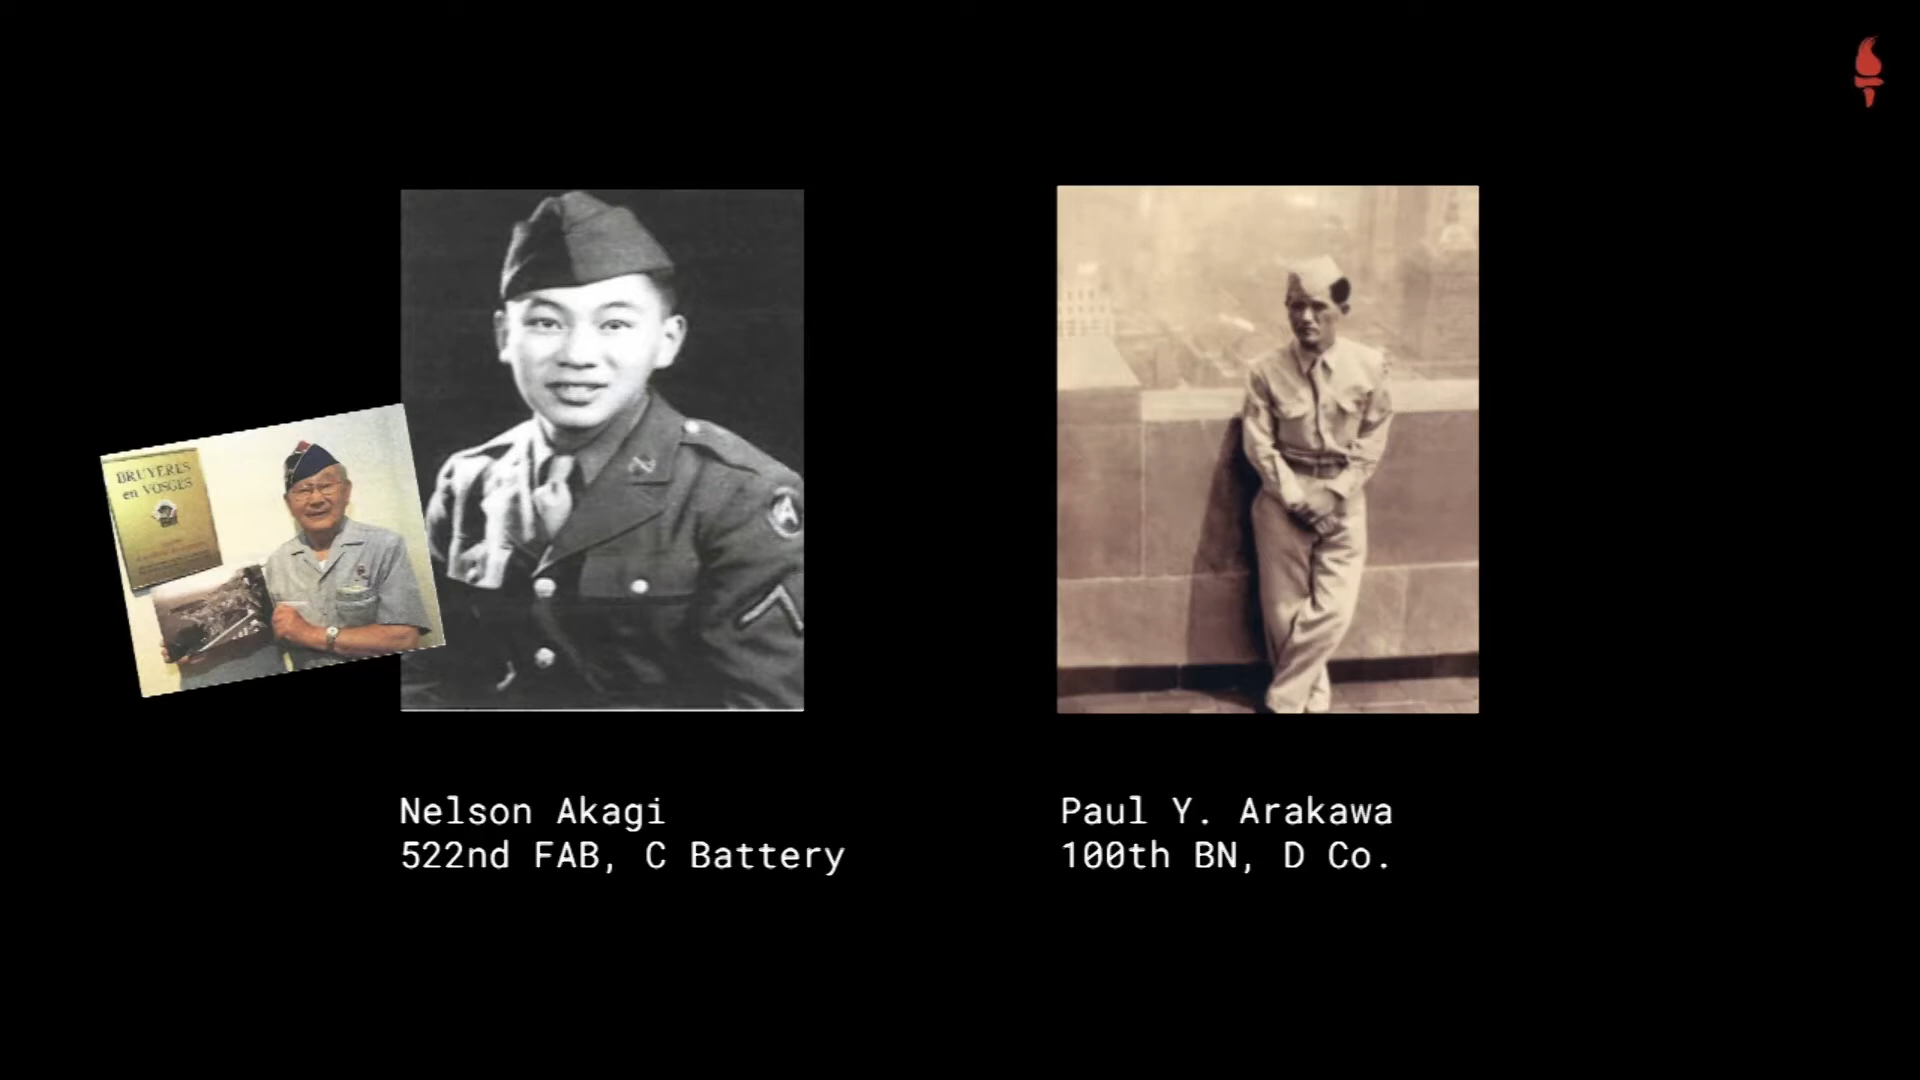 BRUYERES
en VOSGES
Nelson Akagi
522nd FAB, C Battery
Paul Y. Arakawa
100th BN, D Co.